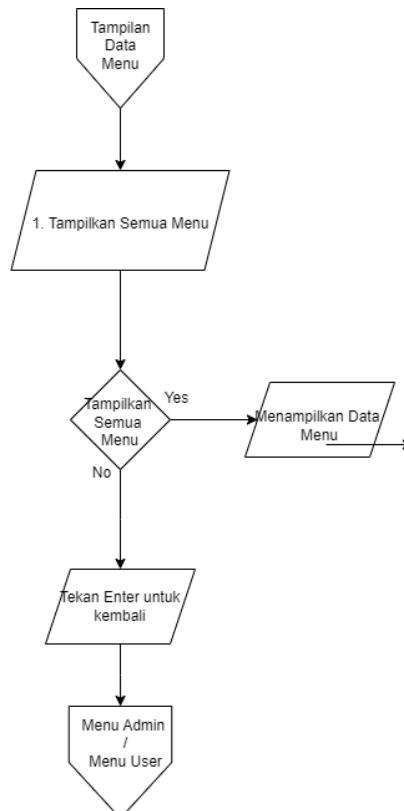 Tampilan
Data
Menu
1. Tampilkan Semua Menu
Tampilkan
Semua
Menu
Yes
Menampilkan Data
Menu
No
Tekan Enter untuk
kembali
Menu Admin
/
Menu User